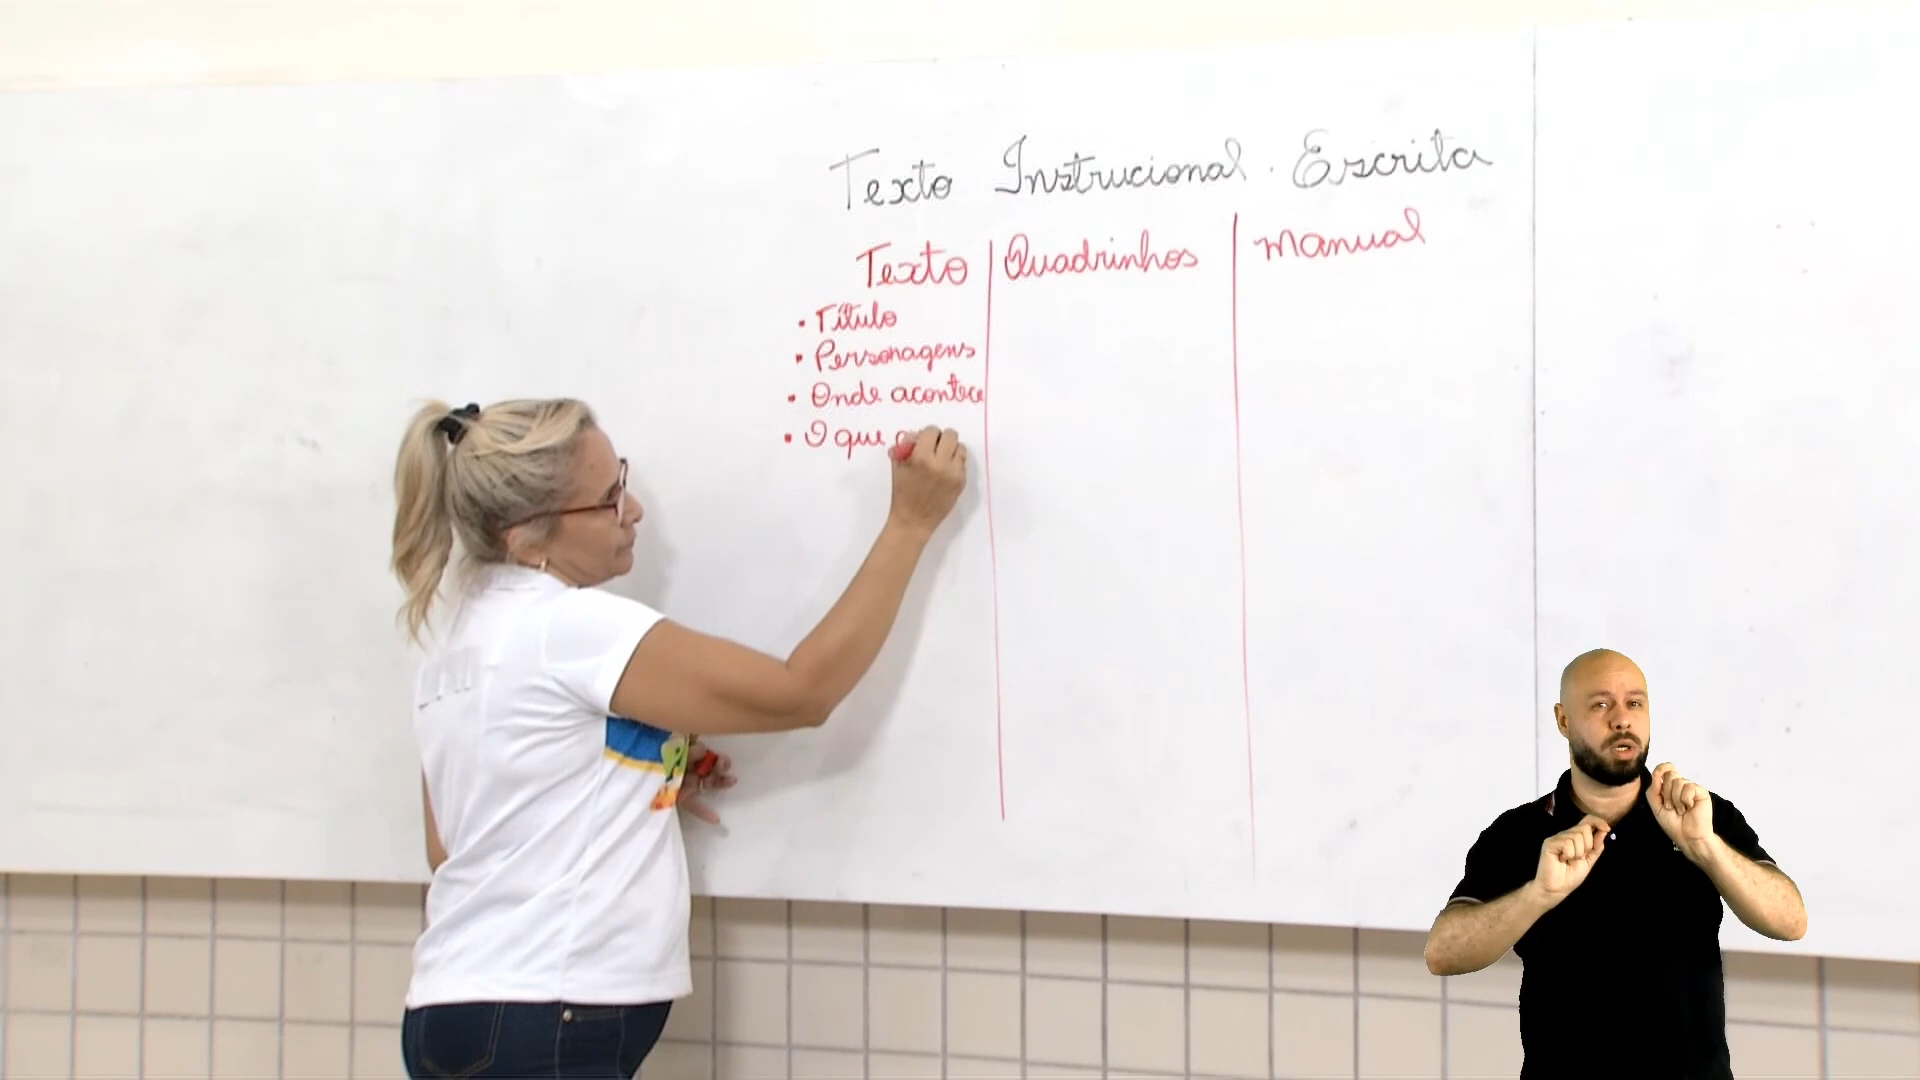 Texto Instrucional. Escrita
Texto Quadrinhos Manual
• Título
• Personagens
• Onde acontece
• O que